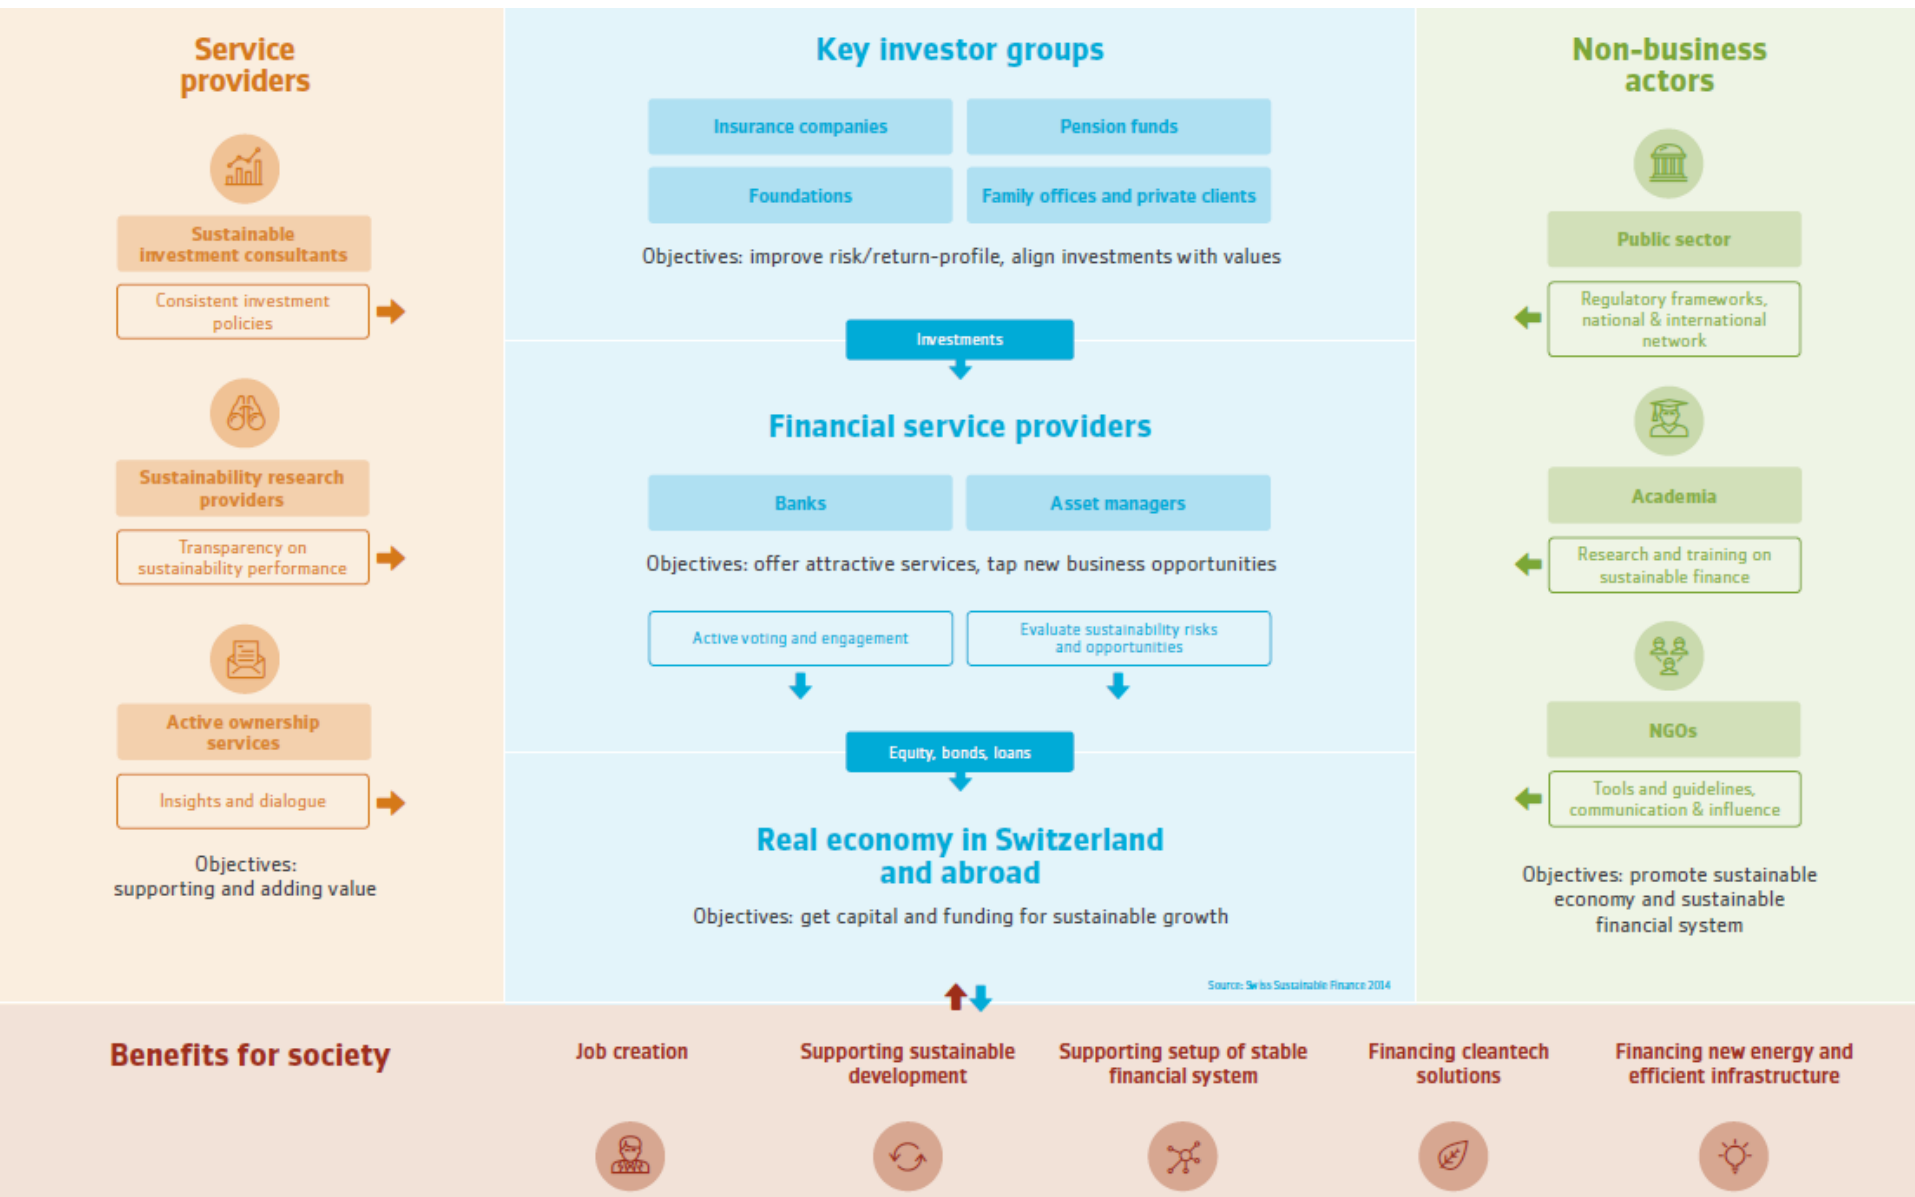 Service
providers
Sustainable
investment consultants
Consistent investment
policies
Sustainability research
providers
Transparency on
sustainability performance
Active ownership
services
Insights and dialogue
Objectives:
supporting and adding value
Key investor groups
Insurance companies
Pension funds
Foundations
Family offices and private clients
Objectives: improve risk/return-profile, align investments with values
Investments
Financial service providers
Banks
Asset managers
Objectives: offer attractive services, tap new business opportunities
Active voting and engagement
Evaluate sustainability risks
and opportunities
Equity, bonds, loans
Real economy in Switzerland
and abroad
Objectives: get capital and funding for sustainable growth
Source: Swiss Sustainable Finance 2014
Non-business
actors
Public sector
Regulatory frameworks,
national & international
network
Academia
Research and training on
sustainable finance
NGOs
Tools and guidelines,
communication & influence
Objectives: promote sustainable
economy and sustainable
financial system
Benefits for society
Job creation
Supporting sustainable
development
Supporting setup of stable
financial system
Financing cleantech
solutions
Financing new energy and
efficient infrastructure